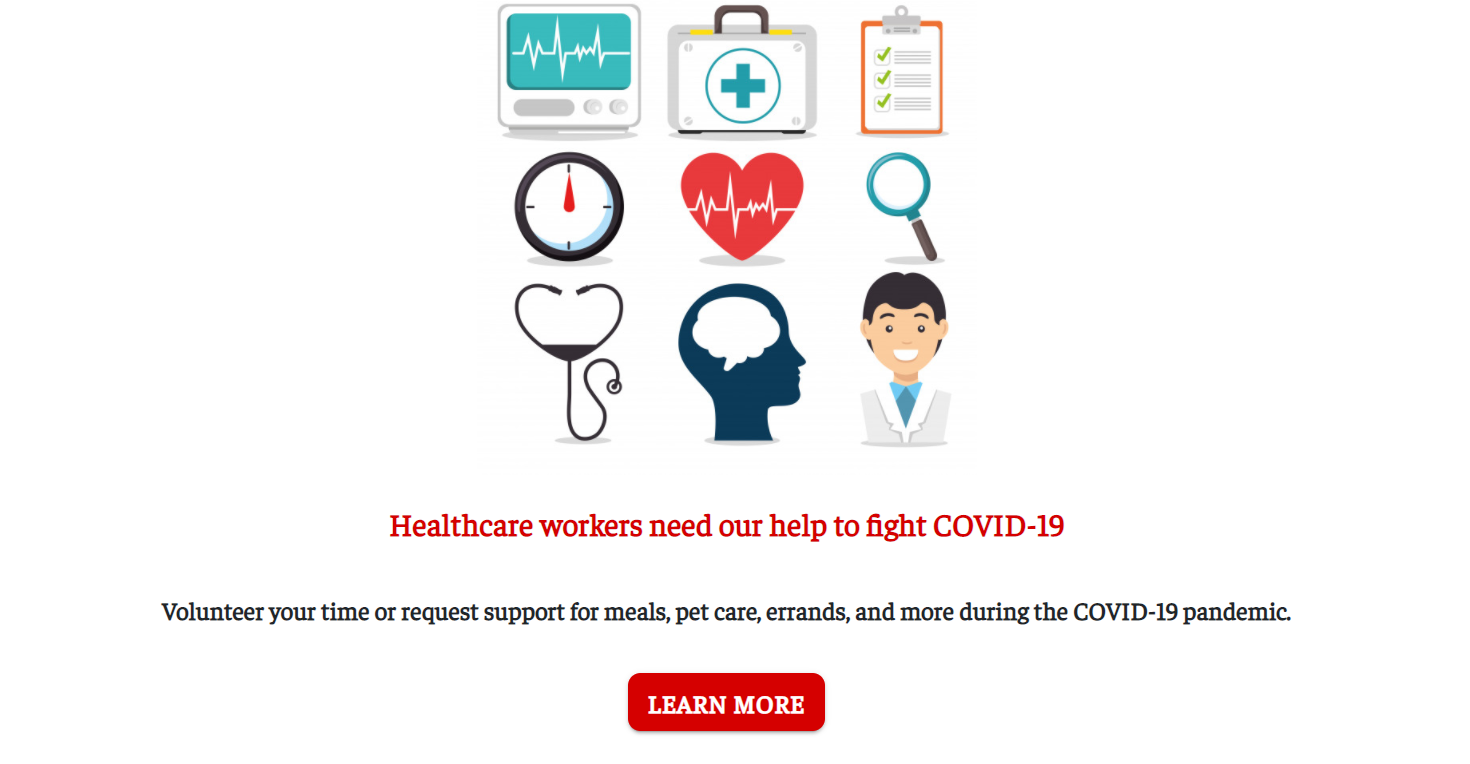 Healthcare workers need our help to fight COVID-19
Volunteer your time or request support for meals, pet care, errands, and more during the COVID-19 pandemic.
LEARN MORE